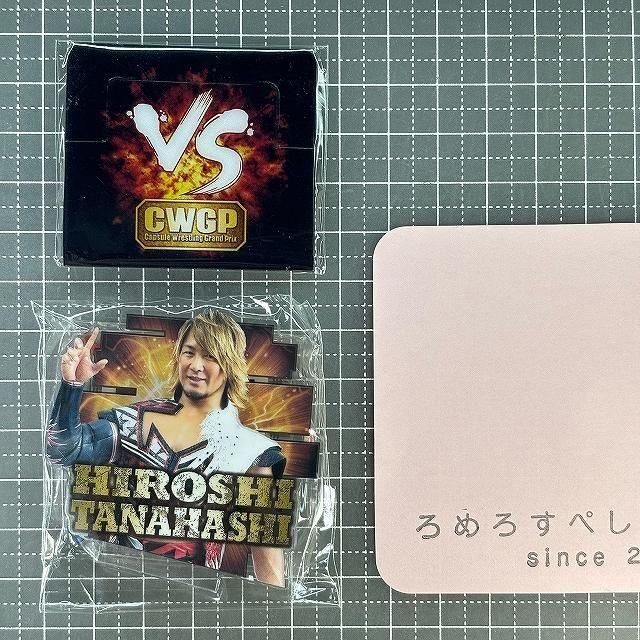 VS
CWGP
Capsule Wrestling Grand Prix
HIROSHI
TANAHASHI
ろめろすぺし
since 2